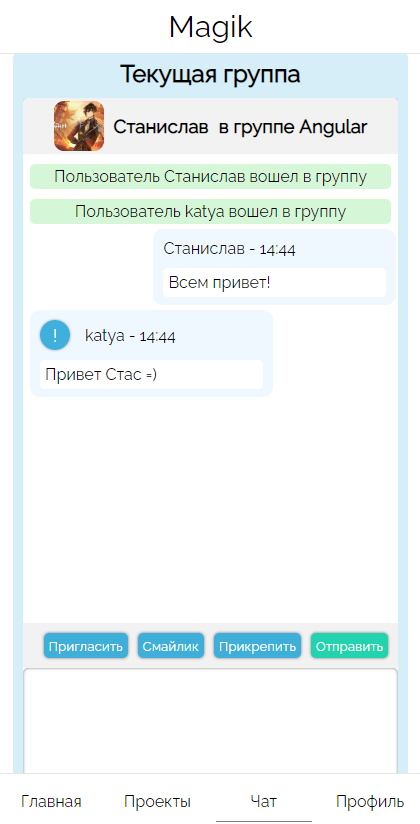 Magik
Текущая группа
Станислав в группе Angular
Пользователь Станислав вошел в группу
Пользователь katya вошел в группу
Станислав - 14:44
Всем привет!
! katya - 14:44
Привет Стас =)
Пригласить Смайлик Прикрепить Отправить
Главная Проекты Чат Профиль